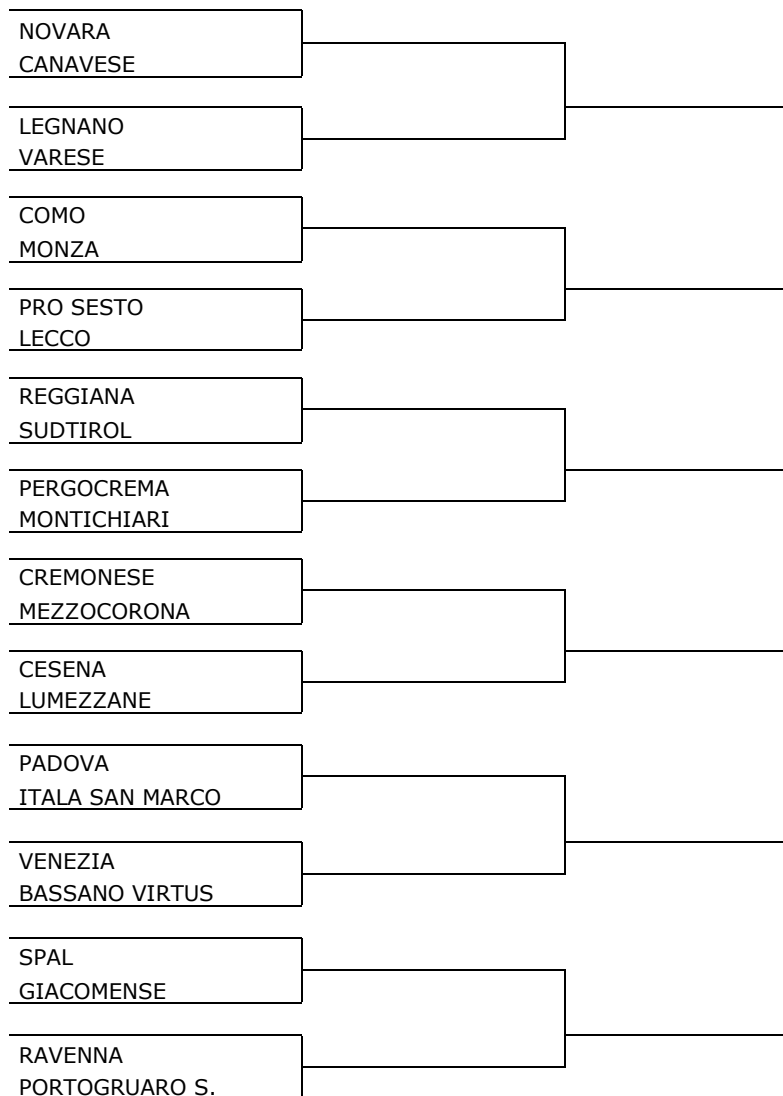 NOVARA
CANAVESE
LEGNANO
VARESE
COMO
MONZA
PRO SESTO
LECCO
REGGIANA
SUDTIROL
PERGOCREMA
MONTICHIARI
CREMONESE
MEZZOCORONA
CESENA
LUMEZZANE
PADOVA
ITALA SAN MARCO
VENEZIA
BASSANO VIRTUS
SPAL
GIACOMENSE
RAVENNA
PORTOGRUARO S.